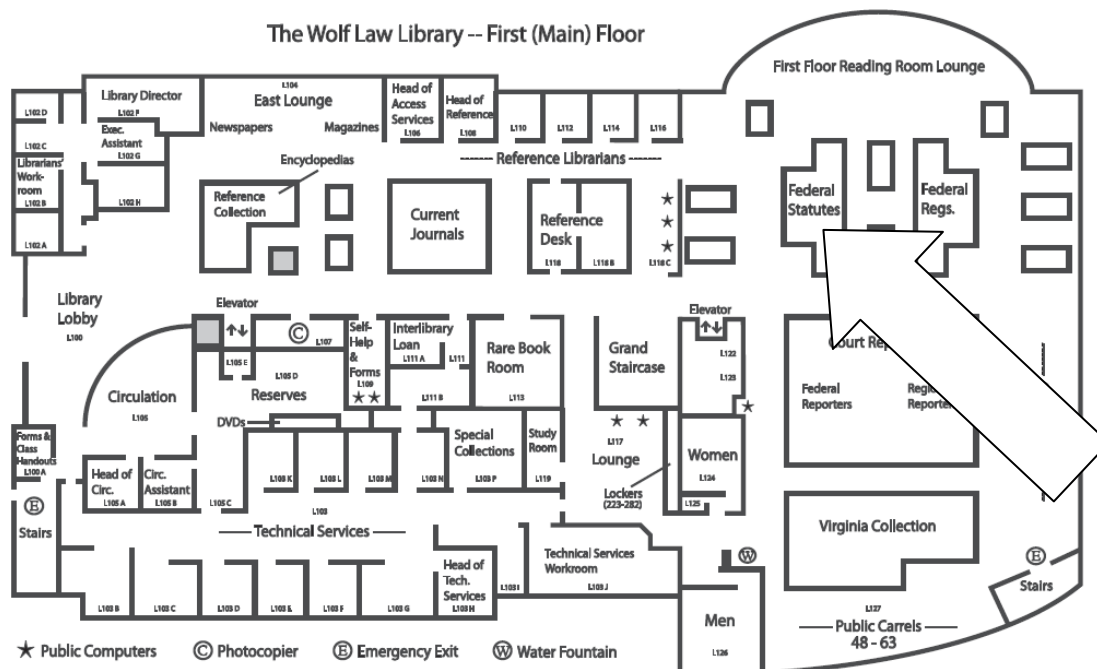 The Wolf Law Library -- First (Main) Floor
First Floor Reading Room Lounge
L102 D
L102 C
Librarians'
Work-
room
L102 B
L102 A
Library Director
L102 F
Exec.
Assistant
L102 G
L102 H
L104
East Lounge
Newspapers
Magazines
Head of
Access
Services
L106
Head of
Reference
L108
L110
L112
L114
L116
------- Reference Librarians -------
Encyclopedias
Reference
Collection
Current
Journals
Reference
Desk
L118
L118 B
L118 C
Federal
Statutes
Federal
Regs.
Library
Lobby
L100
Elevator
C
L107
L105 E
L105 D
Reserves
Self-
Help
&
Forms
L109
Interlibrary
Loan
L111 A
L111
L111 B
Rare Book
Room
L113
Grand
Staircase
Elevator
L122
L123
Court Rep
Federal
Reporters
Regi
Reporter
Circulation
L105
DVDs
Forms &
Class
Handouts
L100 A
Head of
Circ.
L105 A
Circ.
Assistant
L105 B
L105 C
L103 K
L103 L
L103 M
L103 N
Special
Collections
L103 P
Study
Room
L119
L117
Lounge
Lockers
(223-282)
Women
L124
L125
Virginia Collection
E
Stairs
L103
Technical Services
Technical Services
Workroom
L103 I
L103 J
Head of
Tech.
Services
L103 H
L103 B
L103 C
L103 D
L103 E
L103 F
L103 G
W
Men
L126
E
Stairs
L127
Public Carrels
48 - 63
★ Public Computers
C Photocopier
E Emergency Exit
W Water Fountain